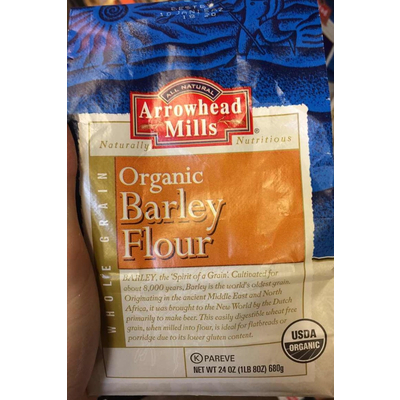 ALL NATURAL
Arrowhead
Mills®
Naturally Nutritious
WHOLE GRAIN
Organic
Barley
Flour
BARLEY, the 'Spirit of a Grain'. Cultivated for
about 8,000 years, Barley is the world's oldest grain.
Originating in the ancient Middle East and North
Africa, it was brought to the New World by the Dutch
primarily to make beer. This easily digestible wheat free
grain, when milled into flour, is ideal for flatbreads or
porridge due to its lower gluten content.
USDA
ORGANIC
K PAREVE
NET WT 24 OZ (1LB 8OZ) 680g